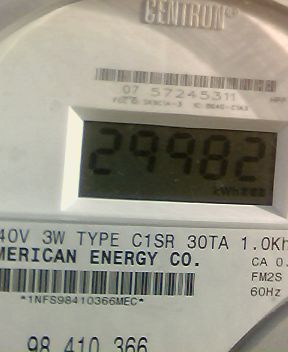 CENTRON®
07 57245311
29982
kWh
40V 3W TYPE C1SR 30TA 1.0Kh
MERICAN ENERGY CO.
CA 0.
FM2S
*1NFS98410366MEC*
60Hz
98 410 366